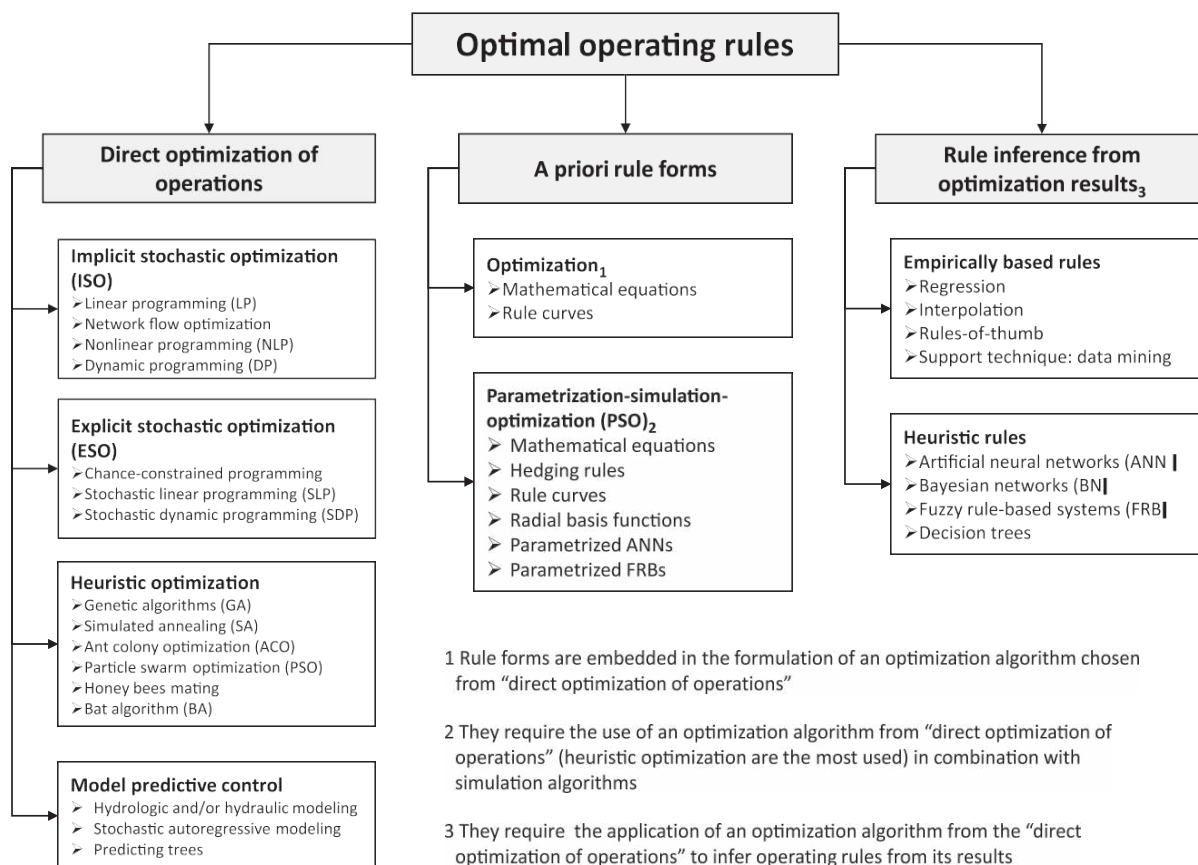 Optimal operating rules
Direct optimization of
operations
Implicit stochastic optimization
(ISO)
➢Linear programming (LP)
➢Network flow optimization
➢Nonlinear programming (NLP)
➢Dynamic programming (DP)
Explicit stochastic optimization
(ESO)
➢Chance-constrained programming
➢Stochastic linear programming (SLP)
➢Stochastic dynamic programming (SDP)
Heuristic optimization
➢Genetic algorithms (GA)
➢Simulated annealing (SA)
➢Ant colony optimization (ACO)
➢Particle swarm optimization (PSO)
➢Honey bees mating
➢Bat algorithm (BA)
Model predictive control
➢ Hydrologic and/or hydraulic modeling
➢ Stochastic autoregressive modeling
➢ Predicting trees
A priori rule forms
Optimization1
➢ Mathematical equations
➢ Rule curves
Parametrization-simulation-
optimization (PSO)2
➢ Mathematical equations
➢ Hedging rules
➢ Rule curves
➢ Radial basis functions
➢ Parametrized ANNs
➢ Parametrized FRBs
Rule inference from
optimization results3
Empirically based rules
➢Regression
➢Interpolation
➢Rules-of-thumb
➢Support technique: data mining
Heuristic rules
➢Artificial neural networks (ANN
➢Bayesian networks (BN
➢Fuzzy rule-based systems (FRB
➢Decision trees
1 Rule forms are embedded in the formulation of an optimization algorithm chosen
from “direct optimization of operations”
2 They require the use of an optimization algorithm from “direct optimization of
operations” (heuristic optimization are the most used) in combination with
simulation algorithms
3 They require the application of an optimization algorithm from the “direct
optimization of operations” to infer operating rules from its results